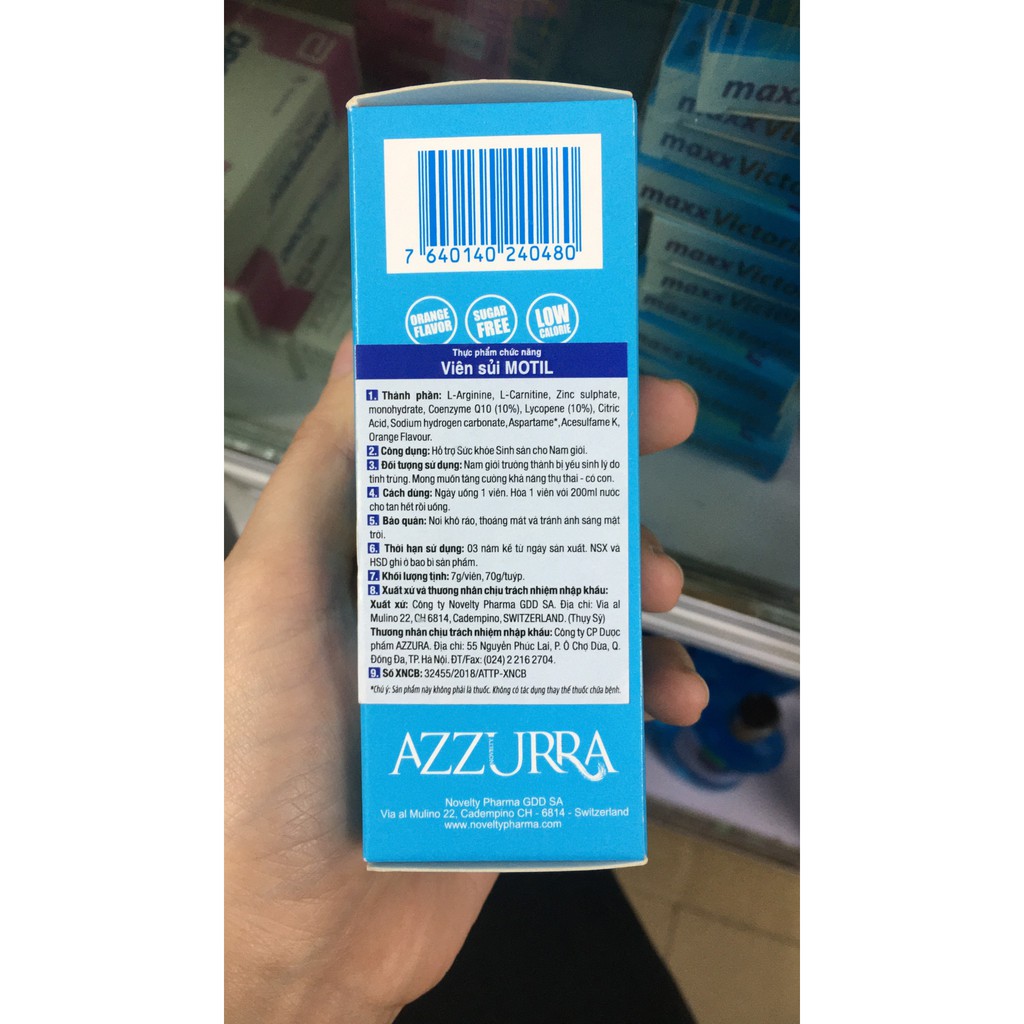 7 640140 240480
ORANGE FLAVOR
SUGAR FREE
LOW CALORIE
Thực phẩm chức năng
Viên sủi MOTIL
1. Thành phần: L-Arginine, L-Carnitine, Zinc sulphate,
monohydrate, Coenzyme Q10 (10%), Lycopene (10%), Citric
Acid, Sodium hydrogen carbonate, Aspartame*, Acesulfame K,
Orange Flavour.
2. Công dụng: Hỗ trợ Sức khỏe Sinh sản cho Nam giới.
3. Đối tượng sử dụng: Nam giới trưởng thành bị yếu sinh lý do
tinh trùng. Mong muốn tăng cường khả năng thụ thai - có con.
4. Cách dùng: Ngày uống 1 viên. Hòa 1 viên với 200ml nước
cho tan hết rồi uống.
5. Bảo quản: Nơi khô ráo, thoáng mát và tránh ánh sáng mặt
trời.
6. Thời hạn sử dụng: 03 năm kể từ ngày sản xuất. NSX và
HSD ghi ở bao bì sản phẩm.
7. Khối lượng tịnh: 7g/viên, 70g/tuýp.
8. Xuất xứ và thương nhân chịu trách nhiệm nhập khẩu:
Xuất xứ: Công ty Novelty Pharma GDD SA. Địa chỉ: Via al
Mulino 22, CH 6814, Cadempino, SWITZERLAND. (Thụy Sỹ)
Thương nhân chịu trách nhiệm nhập khẩu: Công ty CP Dược
phẩm AZZURA. Địa chỉ: 55 Nguyễn Phúc Lai, P. Ô Chợ Dừa, Q.
Đống Đa, TP. Hà Nội. ĐT/Fax: (024) 2 216 2704.
9. Số XNCB: 32455/2018/ATTP-XNCB
*Chú ý: Sản phẩm này không phải là thuốc. Không có tác dụng thay thế thuốc chữa bệnh.
AZZURRA
Novelty Pharma GDD SA
Via al Mulino 22, Cadempino CH - 6814 - Switzerland
www.noveltypharma.com
maxx
maxx Victo
maxx Victori
maxx Victori
maxx Victori